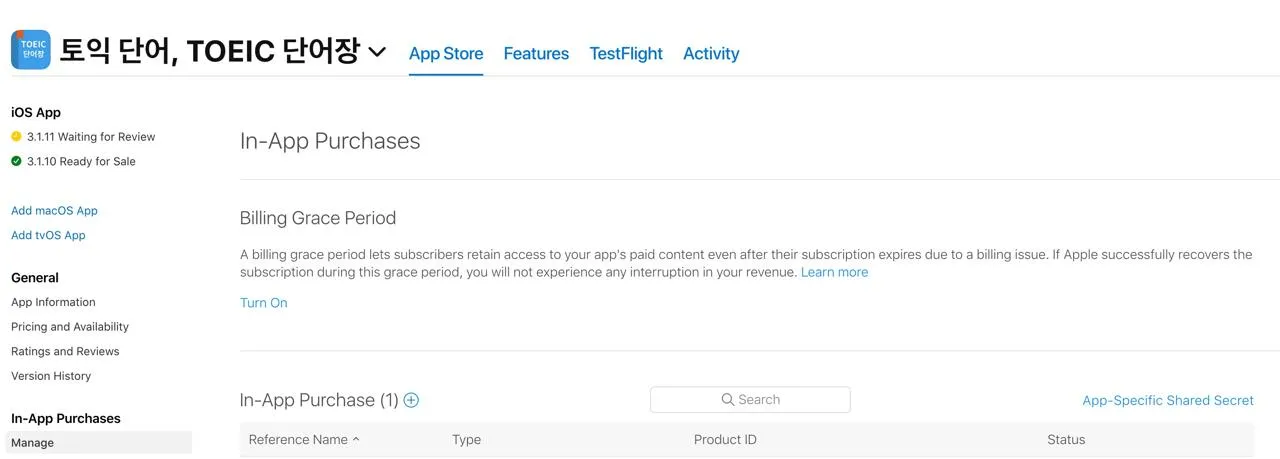 TOEIC
단어장
토익 단어, TOEIC 단어장
App Store Features TestFlight Activity
iOS App
3.1.11 Waiting for Review
3.1.10 Ready for Sale
Add macOS App
Add tvOS App
General
App Information
Pricing and Availability
Ratings and Reviews
Version History
In-App Purchases
Manage
In-App Purchases
Billing Grace Period
A billing grace period lets subscribers retain access to your app's paid content even after their subscription expires due to a billing issue. If Apple successfully recovers the
subscription during this grace period, you will not experience any interruption in your revenue. Learn more
Turn On
In-App Purchase (1)
Search
App-Specific Shared Secret
Reference Name Type Product ID Status